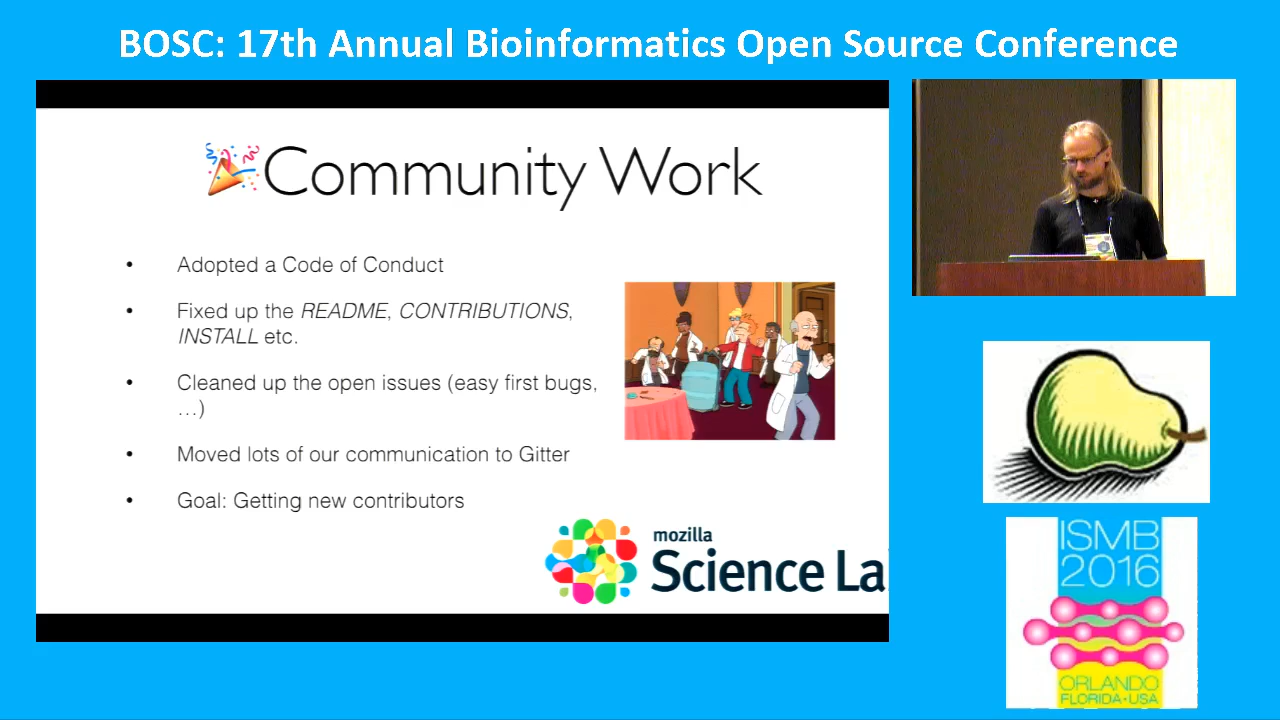 BOSC: 17th Annual Bioinformatics Open Source Conference
Community Work
• Adopted a Code of Conduct
• Fixed up the README, CONTRIBUTIONS,
INSTALL etc.
• Cleaned up the open issues (easy first bugs,
…)
• Moved lots of our communication to Gitter
• Goal: Getting new contributors
mozilla
Science La
ISMB
2016
ORLANDO
FLORIDA•USA